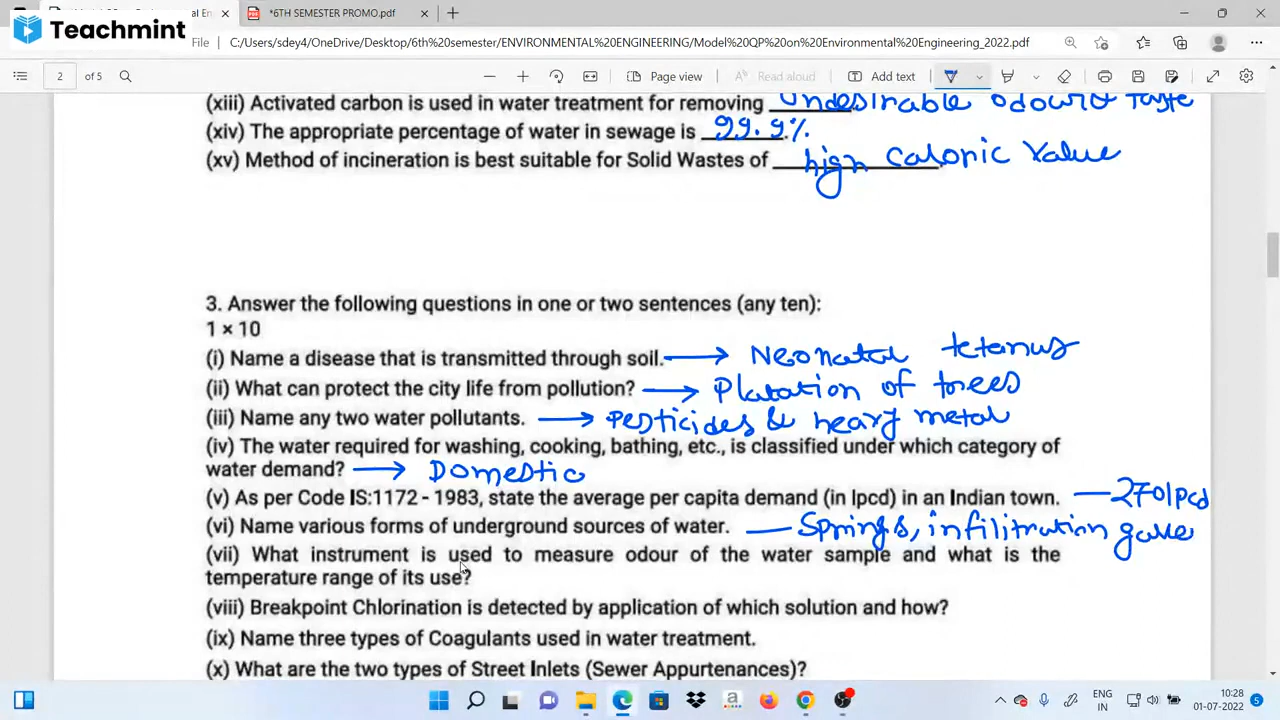 Teachmint
al En
*6TH SEMESTER PROMO.pdf
File C:/Users/sdey4/OneDrive/Desktop/6th%20semester/ENVIRONMENTAL%20ENGINEERING/Model%20QP%20on%20Environmental%20Engineering_2022.pdf
2 of 5 Page view Read aloud Add text
(xiii) Activated carbon is used in water treatment for removing undesirable odour & taste
(xiv) The appropriate percentage of water in sewage is 99.9%.
(xv) Method of incineration is best suitable for Solid Wastes of high calorific value
3. Answer the following questions in one or two sentences (any ten):
1 × 10
(i) Name a disease that is transmitted through soil. → Neonatal tetanus
(ii) What can protect the city life from pollution? → Platation of trees
(iii) Name any two water pollutants. → Pesticides & heavy metal
(iv) The water required for washing, cooking, bathing, etc., is classified under which category of
water demand? → Domestic
(v) As per Code IS:1172 - 1983, state the average per capita demand (in lpcd) in an Indian town. — 270lpcd
(vi) Name various forms of underground sources of water. — Springs, infilitration galle
(vii) What instrument is used to measure odour of the water sample and what is the
temperature range of its use?
(viii) Breakpoint Chlorination is detected by application of which solution and how?
(ix) Name three types of Coagulants used in water treatment.
(x) What are the two types of Street Inlets (Sewer Appurtenances)?
ENG
IN
10:28
01-07-2022
5